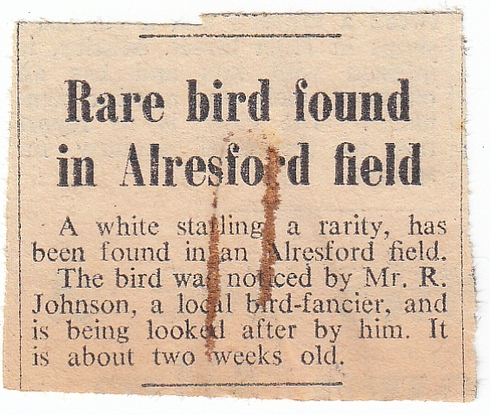 Rare bird found
in Alresford field
A white starling, a rarity, has
been found in an Alresford field.
The bird was noticed by Mr. R.
Johnson, a local bird-fancier, and
is being looked after by him. It
is about two weeks old.